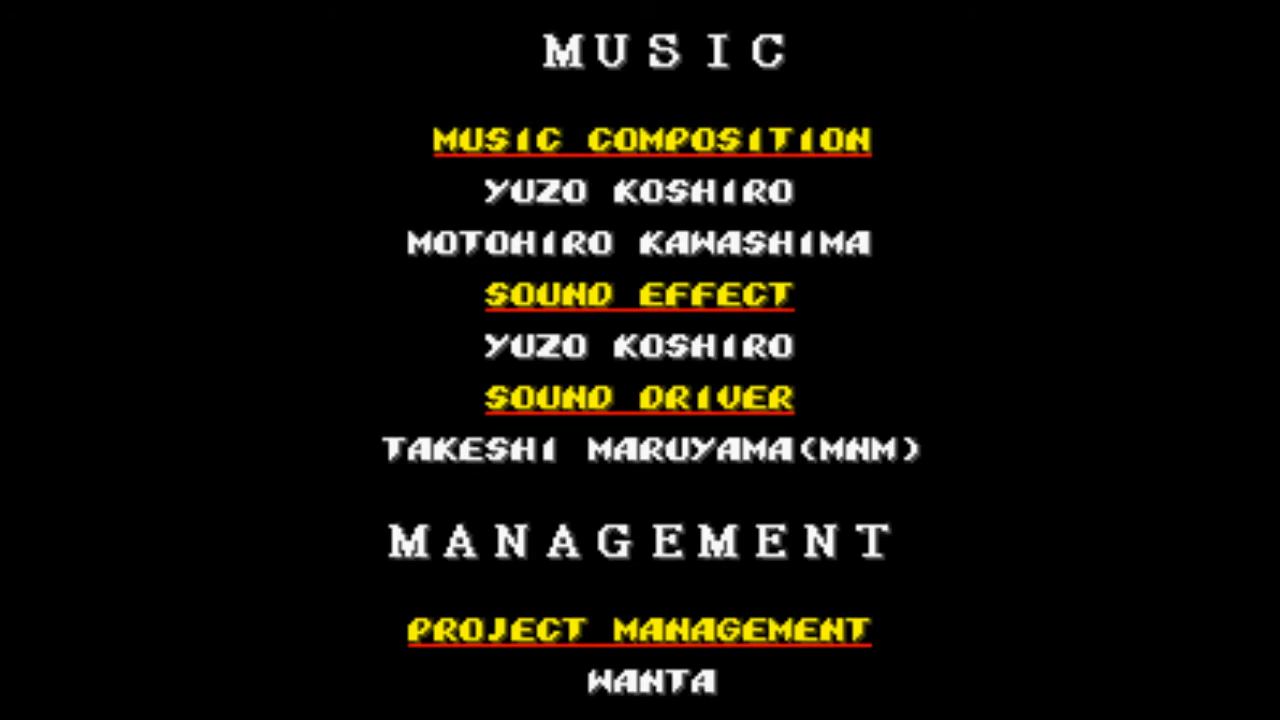 MUSIC
MUSIC COMPOSITION
YUZO KOSHIRO
MOTOHIRO KAWASHIMA
SOUND EFFECT
YUZO KOSHIRO
SOUND DRIVER
TAKESHI MARUYAMA(MNM)
MANAGEMENT
PROJECT MANAGEMENT
WANTA